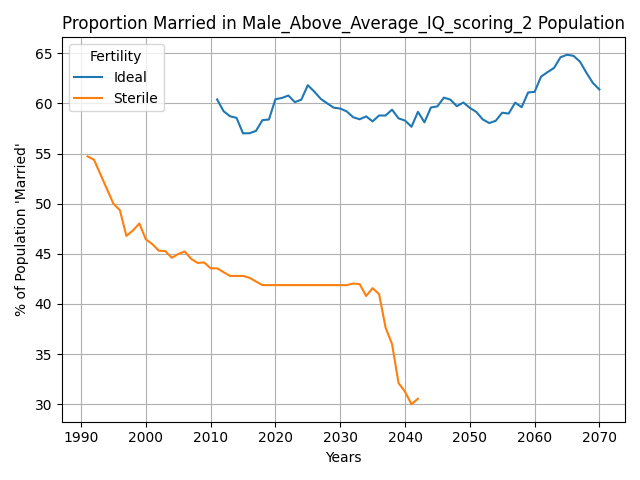 Proportion Married in Male_Above_Average_IQ_scoring_2 Population
Fertility
Ideal
Sterile
% of Population 'Married'
65
60
55
50
45
40
35
30
1990 2000 2010 2020 2030 2040 2050 2060 2070
Years